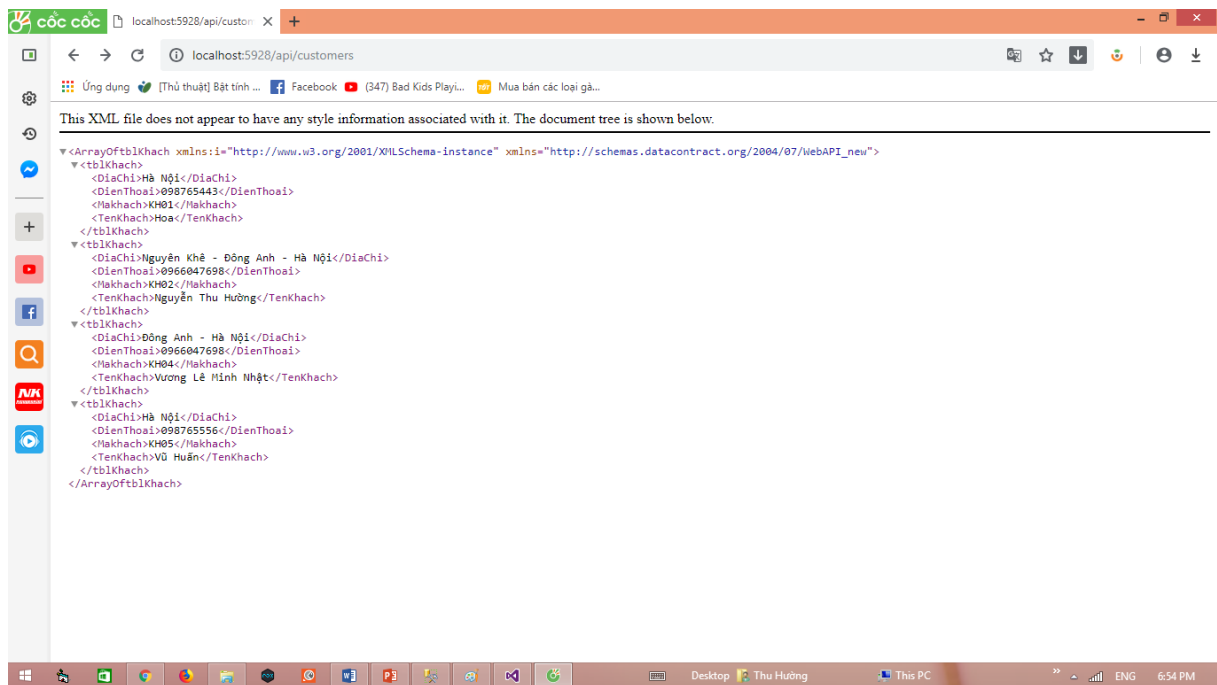 cốc cốc
localhost:5928/api/custom
localhost:5928/api/customers
Ứng dụng
[Thủ thuật] Bật tính ...
Facebook
(347) Bad Kids Playi...
Mua bán các loại gà...
This XML file does not appear to have any style information associated with it. The document tree is shown below.
▼<ArrayOftblKhach xmlns:i="http://www.w3.org/2001/XMLSchema-instance" xmlns="http://schemas.datacontract.org/2004/07/WebAPI_new">
▼<tblKhach>
<DiaChi>Hà Nội</DiaChi>
<DienThoai>098765443</DienThoai>
<Makhach>KH01</Makhach>
<TenKhach>Hoa</TenKhach>
</tblKhach>
▼<tblKhach>
<DiaChi>Nguyên Khê - Đông Anh - Hà Nội</DiaChi>
<DienThoai>0966047698</DienThoai>
<Makhach>KH02</Makhach>
<TenKhach>Nguyễn Thu Hường</TenKhach>
</tblKhach>
▼<tblKhach>
<DiaChi>Đông Anh - Hà Nội</DiaChi>
<DienThoai>0966047698</DienThoai>
<Makhach>KH04</Makhach>
<TenKhach>Vương Lê Minh Nhật</TenKhach>
</tblKhach>
▼<tblKhach>
<DiaChi>Hà Nội</DiaChi>
<DienThoai>098765556</DienThoai>
<Makhach>KH05</Makhach>
<TenKhach>Vũ Huấn</TenKhach>
</tblKhach>
</ArrayOftblKhach>
Desktop
Thu Hường
This PC
ENG
6:54 PM